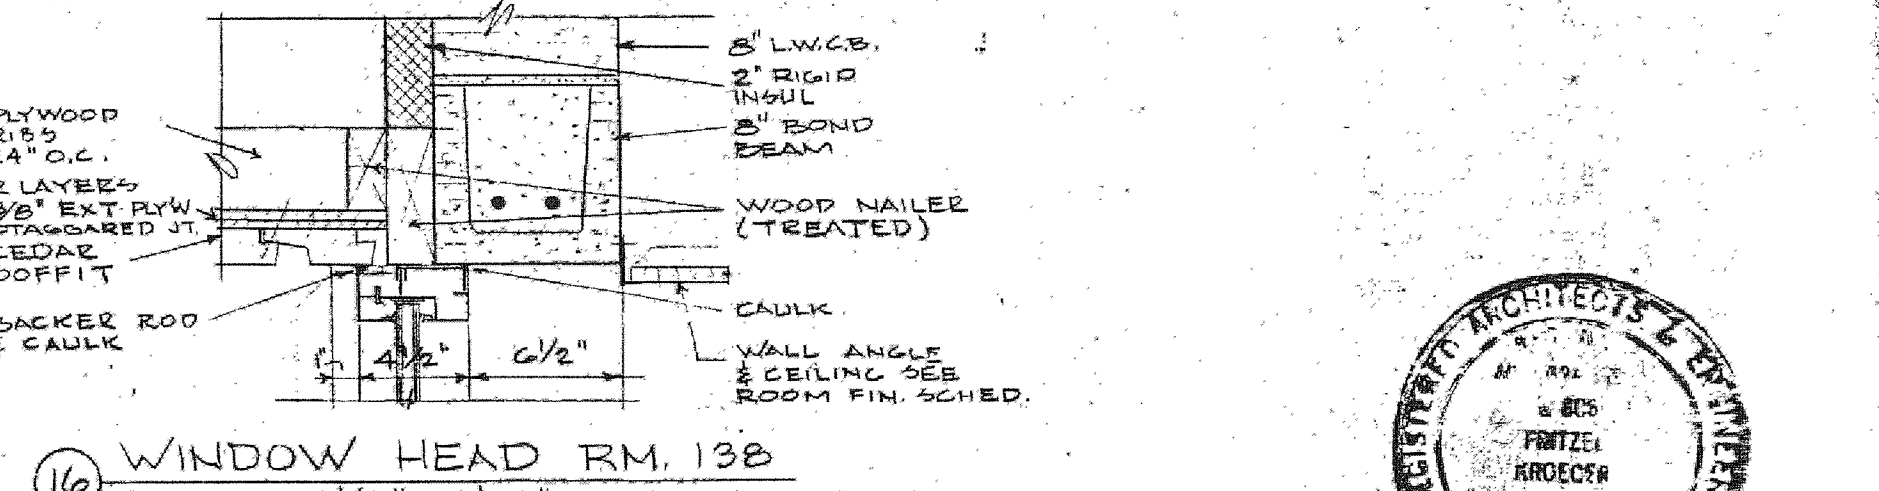 8" L.W.C.B.
2" RIGID
INSUL
8" BOND
BEAM
WOOD NAILER
(TREATED)
CAULK
WALL ANGLE
& CEILING SEE
ROOM FIN. SCHED.
PLYWOOD
RIBS
24" O.C.
2 LAYERS
3/8" EXT. PLYW
STAGGARED JT.
CEDAR
SOFFIT
BACKER ROD
& CAULK
1" 4 1/2" 6 1/2"
16 WINDOW HEAD RM. 138
REGISTERED ARCHITECTS & ENGINEERS
FRITZEL
KROEGER